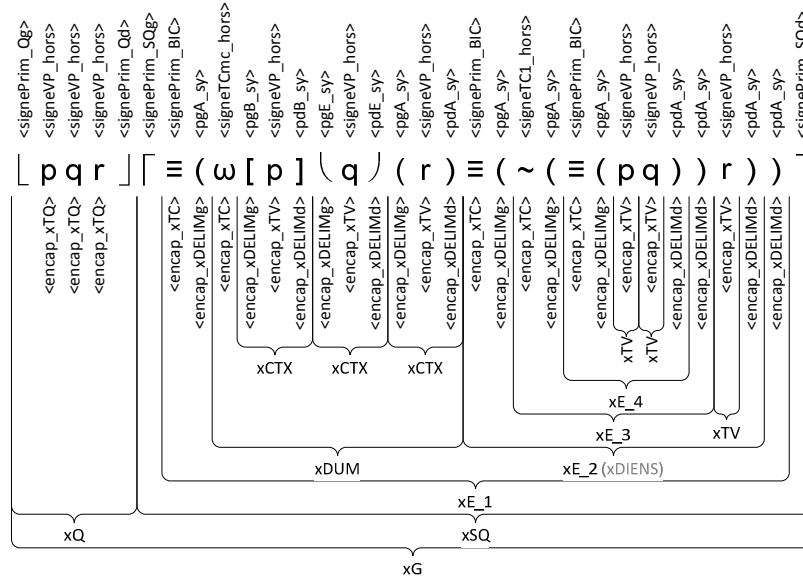 <signePrim_Qg>
<signeVP_hors>
<signeVP_hors>
<signeVP_hors>
<signePrim_Qd>
<signePrim_SQg>
<signePrim_BIC>
<pgA_sy>
<signeTCmc_hors>
<pgB_sy>
<signeVP_hors>
<pdB_sy>
<pgE_sy>
<signeVP_hors>
<pdE_sy>
<pgA_sy>
<signeVP_hors>
<pdA_sy>
<signePrim_BIC>
<pgA_sy>
<signeTC1_hors>
<pgA_sy>
<signePrim_BIC>
<pgA_sy>
<signeVP_hors>
<signeVP_hors>
<pdA_sy>
<pdA_sy>
<signeVP_hors>
<pdA_sy>
<pdA_sy>
<signePrim_SQd>
⌊ p q r ⌋ ⌈ ≡ ( ω [ p ] ( q ) ( r ) ≡ ( ~ ( ≡ ( p q ) ) r ) ) ⌉
<encap_xTQ>
<encap_xTQ>
<encap_xTQ>
<encap_xTC>
<encap_xDELIMg>
<encap_xTC>
<encap_xDELIMg>
<encap_xTV>
<encap_xDELIMd>
<encap_xDELIMg>
<encap_xTV>
<encap_xDELIMd>
<encap_xDELIMg>
<encap_xTV>
<encap_xDELIMd>
<encap_xTC>
<encap_xDELIMg>
<encap_xTC>
<encap_xDELIMg>
<encap_xTC>
<encap_xDELIMg>
<encap_xTV>
<encap_xTV>
<encap_xDELIMd>
<encap_xDELIMd>
<encap_xTV>
<encap_xDELIMd>
<encap_xDELIMd>
xTV
xTV
xCTX xCTX xCTX
xE_4
xE_3 xTV
xDUM xE_2 (xDIENS)
xE_1
xQ xSQ
xG